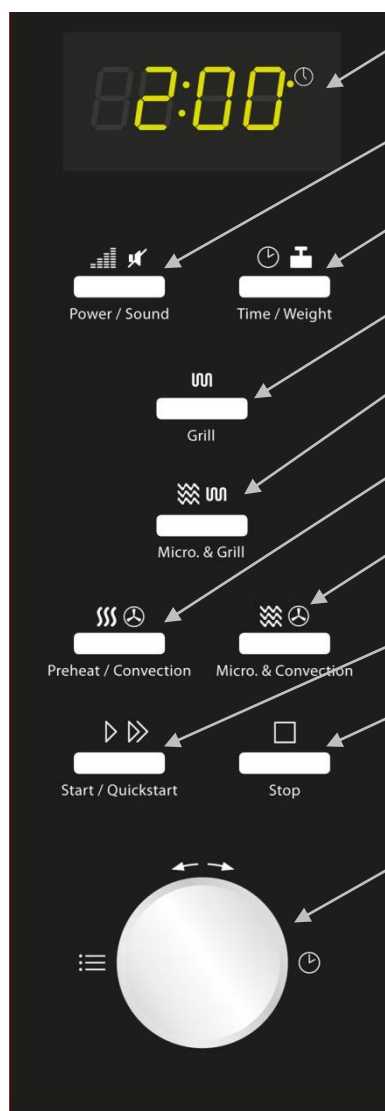 2:00
Power / Sound
Time / Weight
Grill
Micro. & Grill
Preheat / Convection
Micro. & Convection
Start / Quickstart
Stop